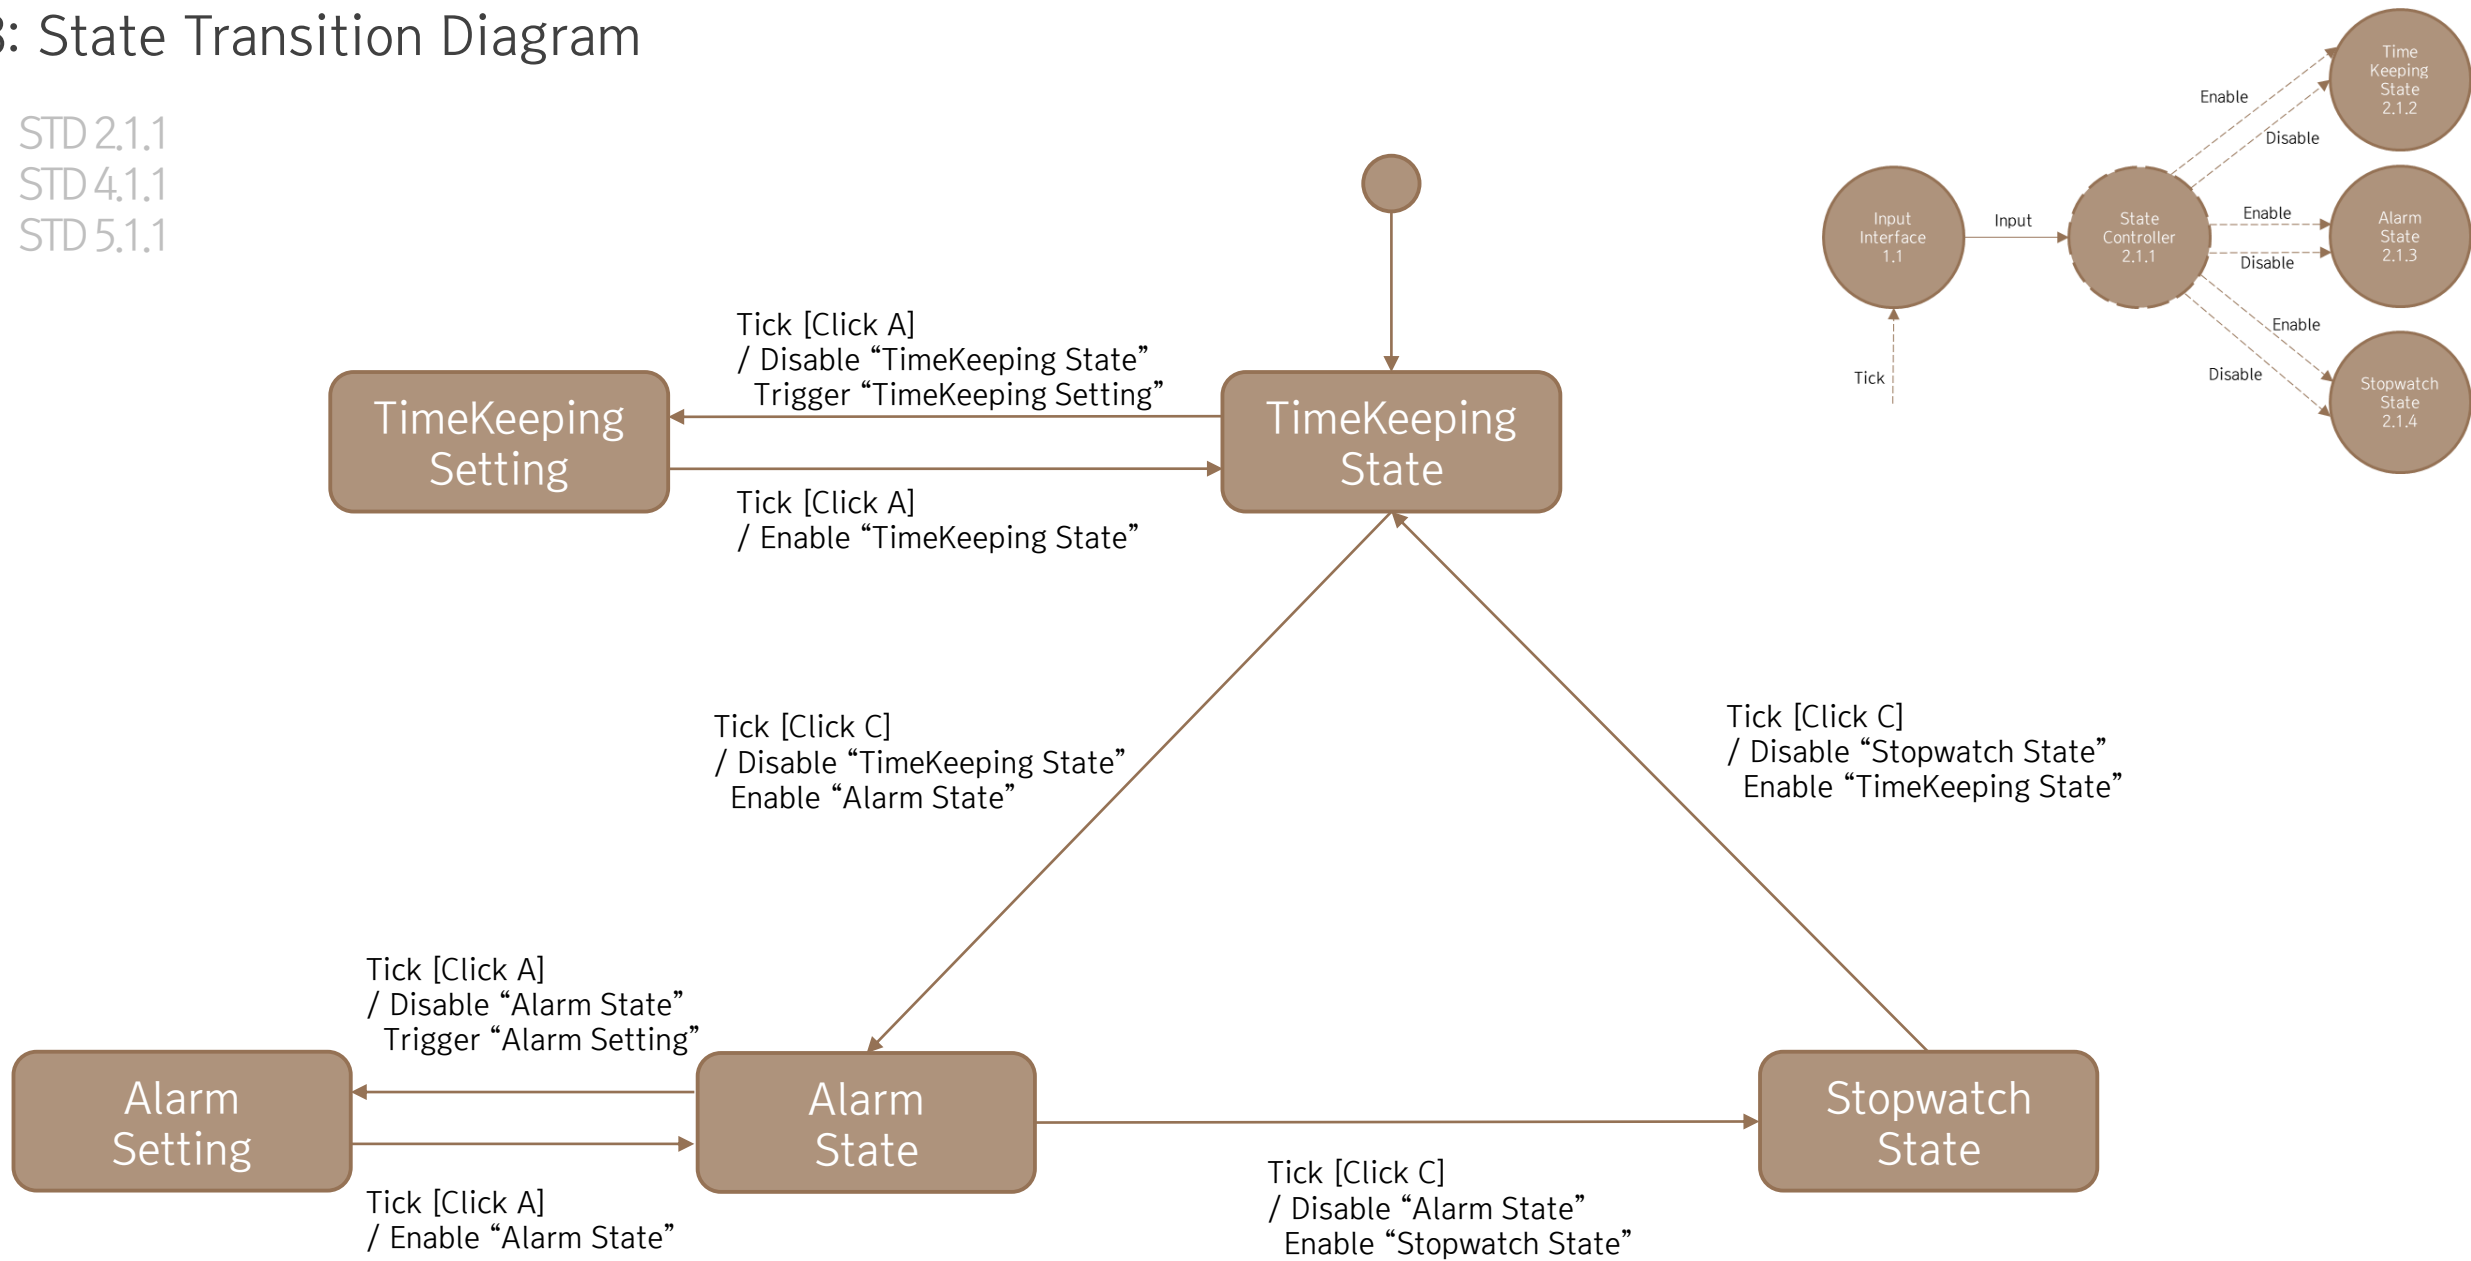 3: State Transition Diagram
STD 2.1.1
STD 4.1.1
STD 5.1.1
Time
Keeping
State
2.1.2
Enable
Disable
Input
Interface
1.1
Input
State
Controller
2.1.1
Enable
Disable
Alarm
State
2.1.3
Tick
Enable
Disable
Stopwatch
State
2.1.4
Tick [Click A]
/ Disable “TimeKeeping State”
Trigger “TimeKeeping Setting”
TimeKeeping
Setting
TimeKeeping
State
Tick [Click A]
/ Enable “TimeKeeping State”
Tick [Click C]
/ Disable “TimeKeeping State”
Enable “Alarm State”
Tick [Click C]
/ Disable “Stopwatch State”
Enable “TimeKeeping State”
Tick [Click A]
/ Disable “Alarm State”
Trigger “Alarm Setting”
Alarm
Setting
Alarm
State
Stopwatch
State
Tick [Click A]
/ Enable “Alarm State”
Tick [Click C]
/ Disable “Alarm State”
Enable “Stopwatch State”